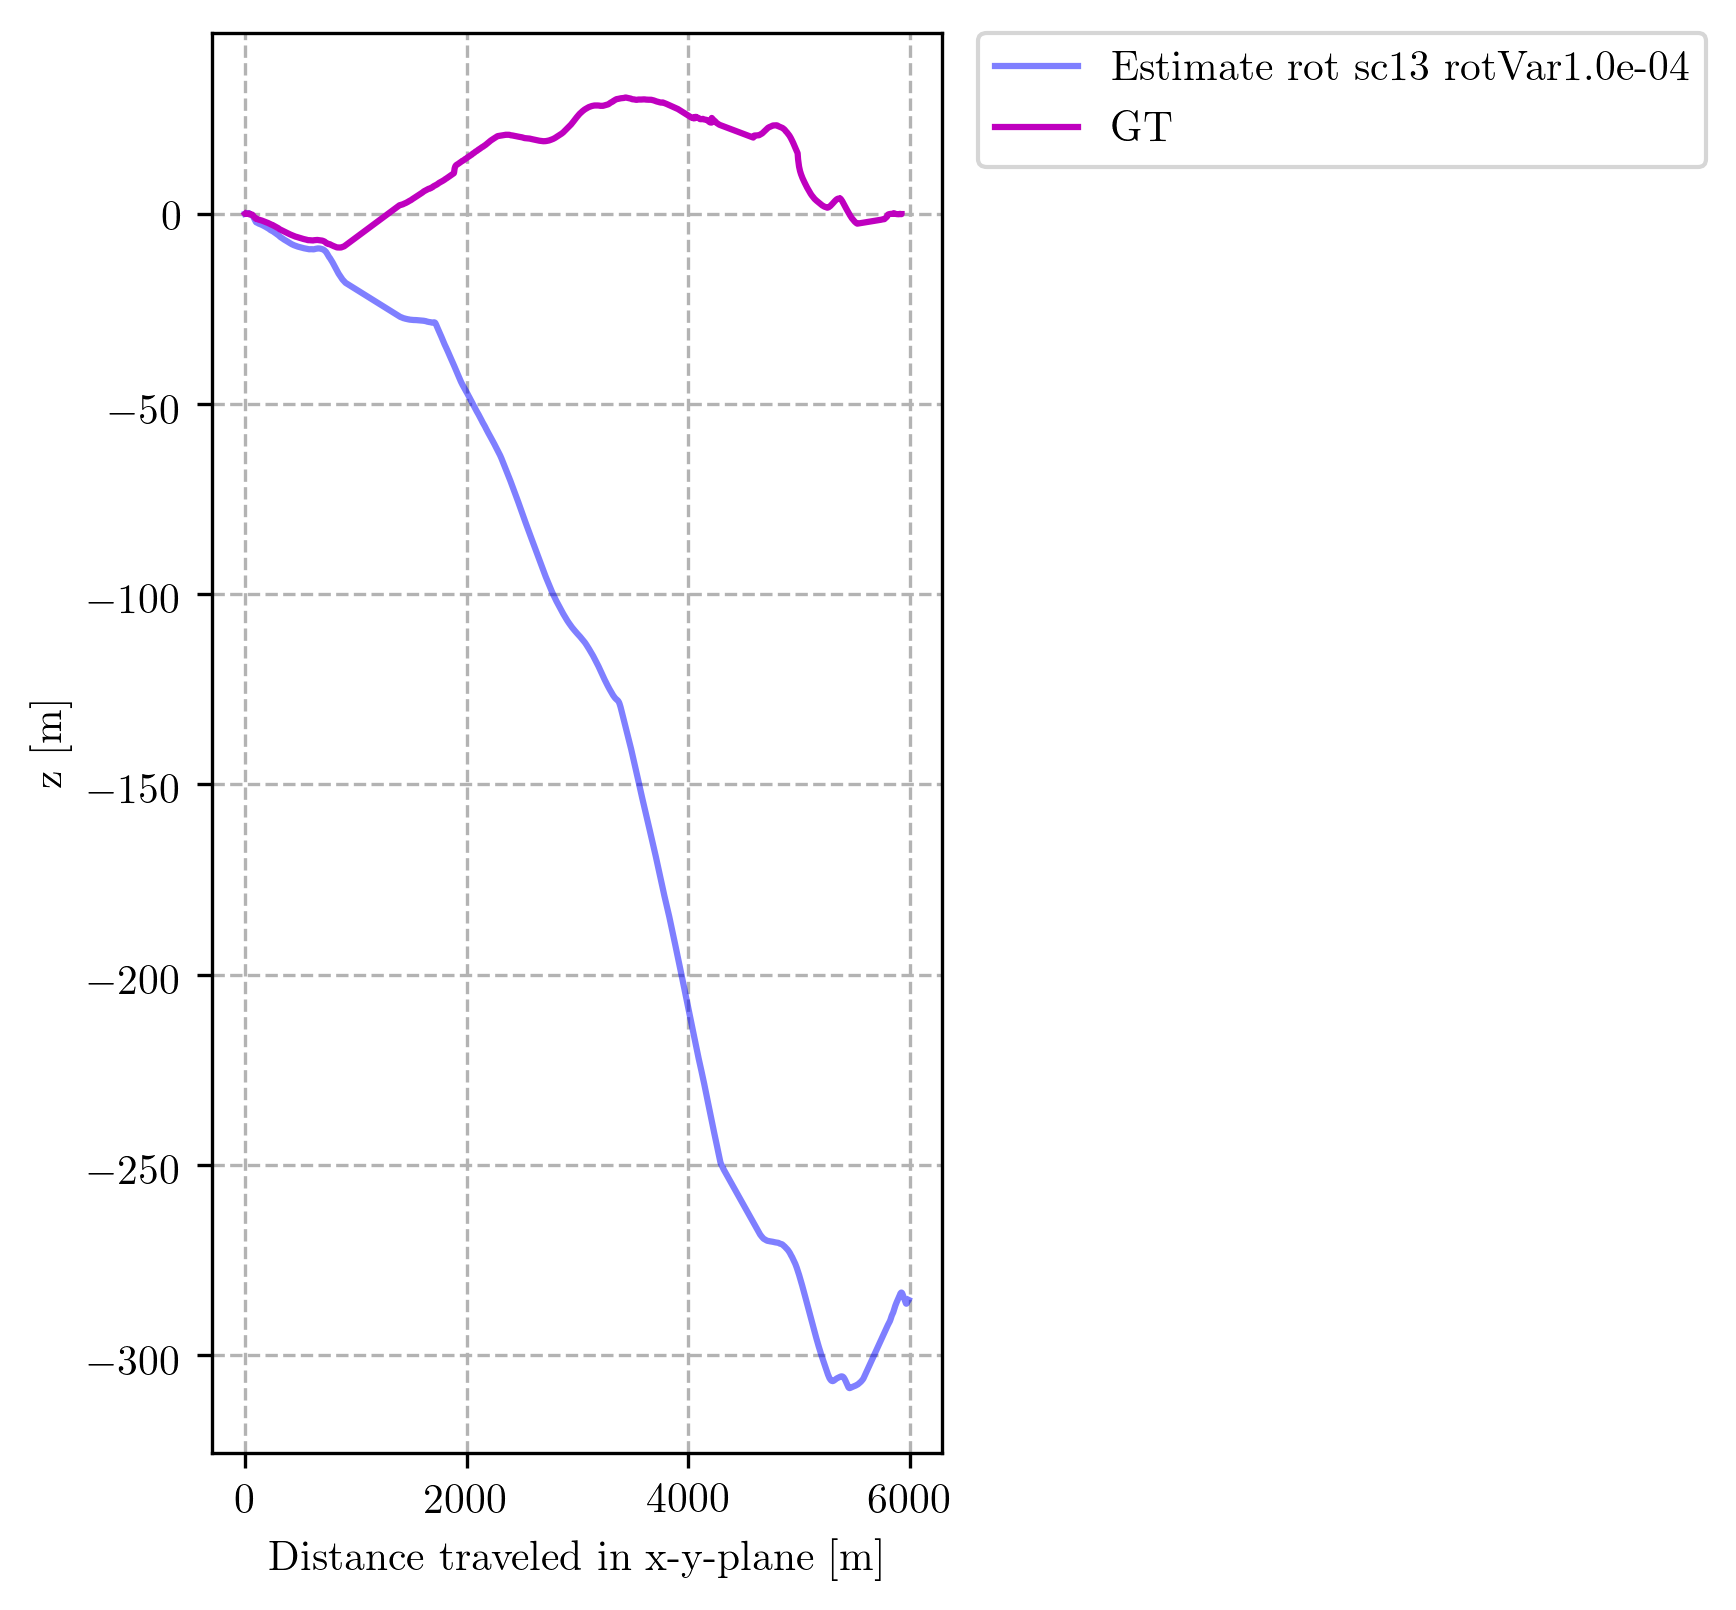 Estimate rot sc13 rotVar1.0e-04
GT
0
−50
−100
−150
−200
−250
−300
z [m]
0 2000 4000 6000
Distance traveled in x-y-plane [m]